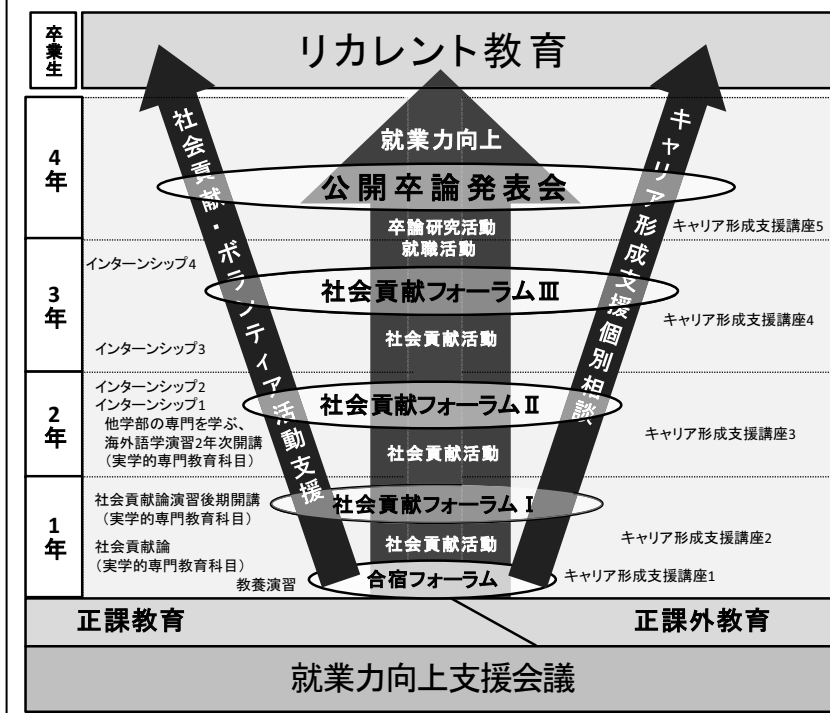 卒業生
リカレント教育
社会貢献・ボランティア活動支援
キャリア形成支援個別相談
4年
就業力向上
公開卒論発表会
卒論研究活動
就職活動
キャリア形成支援講座5
3年
インターンシップ4
社会貢献フォーラムⅢ
キャリア形成支援講座4
社会貢献活動
インターンシップ3
2年
インターンシップ2
インターンシップ1
社会貢献フォーラムⅡ
他学部の専門を学ぶ、
海外語学演習2年次開講
(実学的専門教育科目)
キャリア形成支援講座3
社会貢献活動
1年
社会貢献論演習後期開講
(実学的専門教育科目)
社会貢献フォーラムⅠ
社会貢献論
(実学的専門教育科目)
社会貢献活動
キャリア形成支援講座2
教養演習
合宿フォーラム
キャリア形成支援講座1
正課教育
正課外教育
就業力向上支援会議